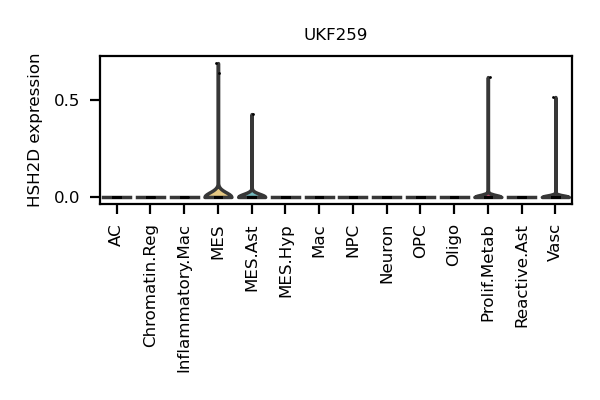 UKF259
HSH2D expression
0.5
0.0
AC
Chromatin.Reg
Inflammatory.Mac
MES
MES.Ast
MES.Hyp
Mac
NPC
Neuron
OPC
Oligo
Prolif.Metab
Reactive.Ast
Vasc